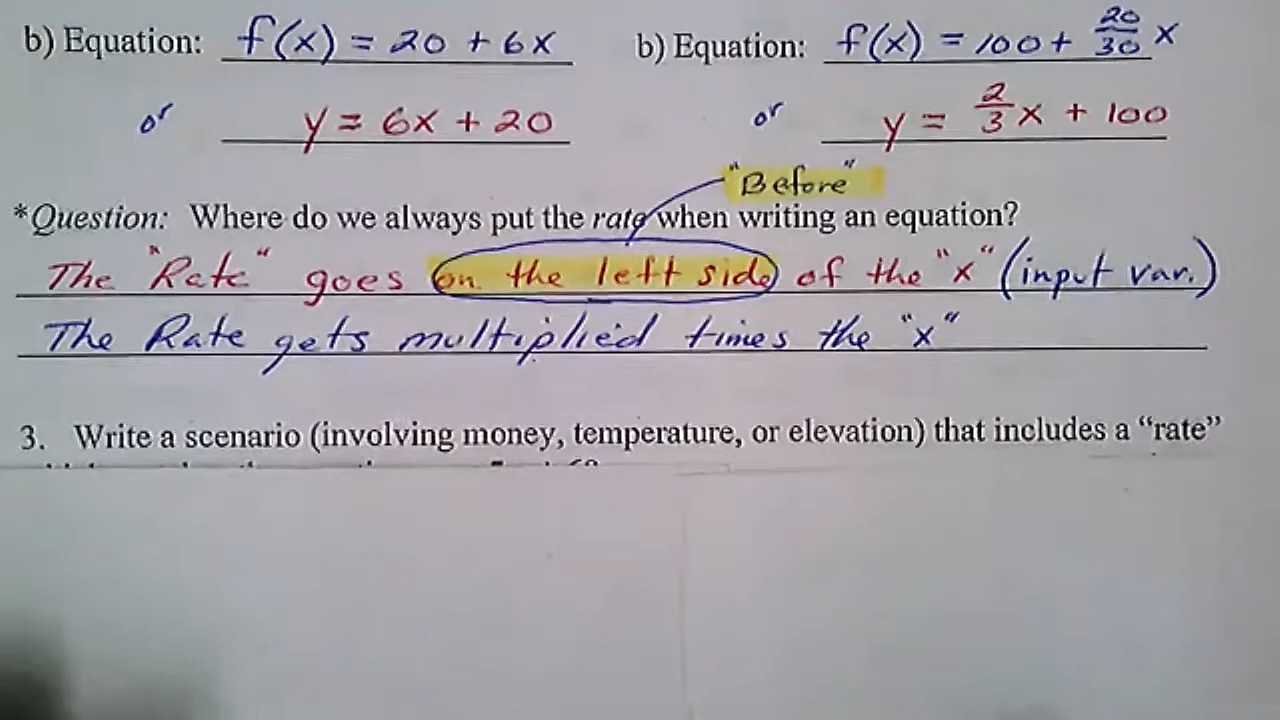 b) Equation: f(x) = 20 + 6x
b) Equation: f(x) = 100 + 20/30 x
or y = 6x + 20
or y = 2/3 x + 100
"Before"
*Question: Where do we always put the rate when writing an equation?
The "Rate" goes on the left side of the "x" (input var.)
The Rate gets multiplied times the "x"
3. Write a scenario (involving money, temperature, or elevation) that includes a “rate”